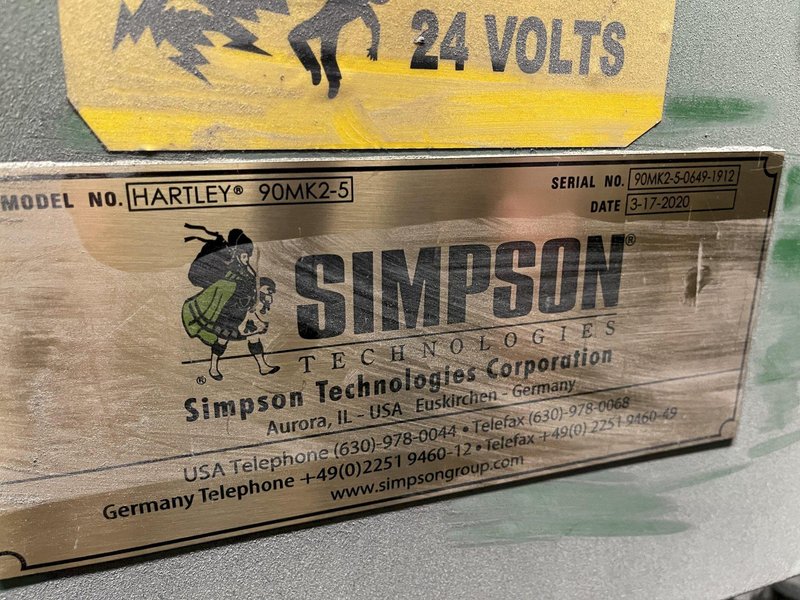 24 VOLTS
MODEL NO. HARTLEY® 90MK2-5
SERIAL NO. 90MK2-5-0649-1912
DATE 3-17-2020
SIMPSON®
TECHNOLOGIES
®
Simpson Technologies Corporation
Aurora, IL - USA Euskirchen - Germany
USA Telephone (630)-978-0044 • Telefax (630)-978-0068
Germany Telephone +49(0)2251 9460-12 • Telefax +49(0) 2251 9460-49
www.simpsongroup.com